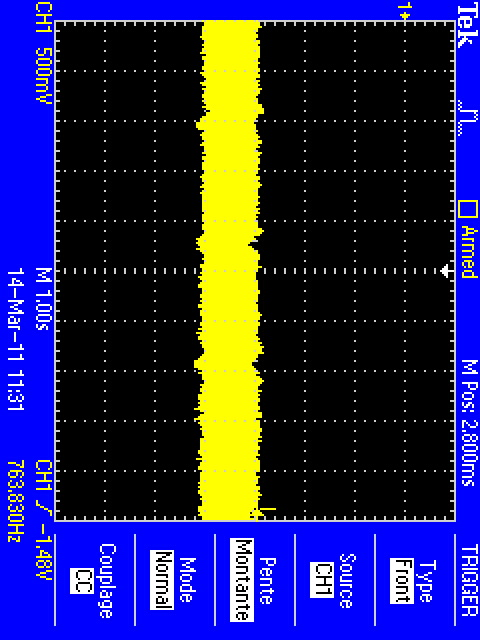 Tek Armed M Pos: 2.800ms TRIGGER
Type
Front
Source
CH1
Pente
Montante
Mode
Normal
Couplage
CC
1
CH1 500mV M 1.00s CH1 / -1.48V
14-Mar-11 11:31 763.830Hz